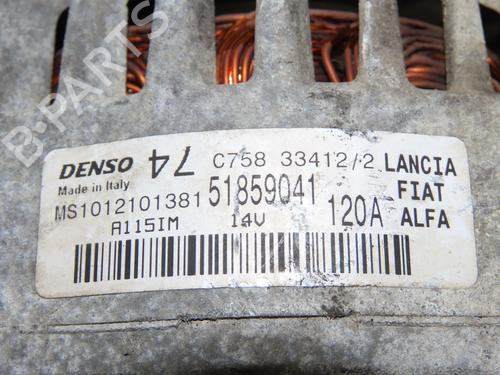 DENSO 74 C758 33412/2 LANCIA
Made in Italy FIAT
MS1012101381 51859041 120A ALFA
A115IM 14V
B-PARTS